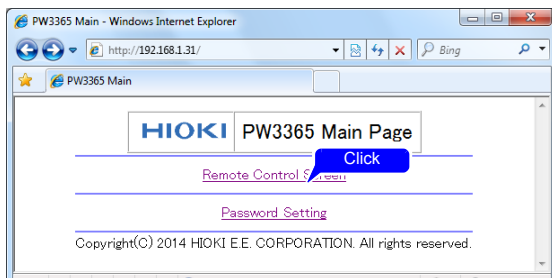 PW3365 Main - Windows Internet Explorer
http://192.168.1.31/
Bing
PW3365 Main
HIOKI PW3365 Main Page
Click
Remote Control Screen
Password Setting
Copyright(C) 2014 HIOKI E.E. CORPORATION. All rights reserved.